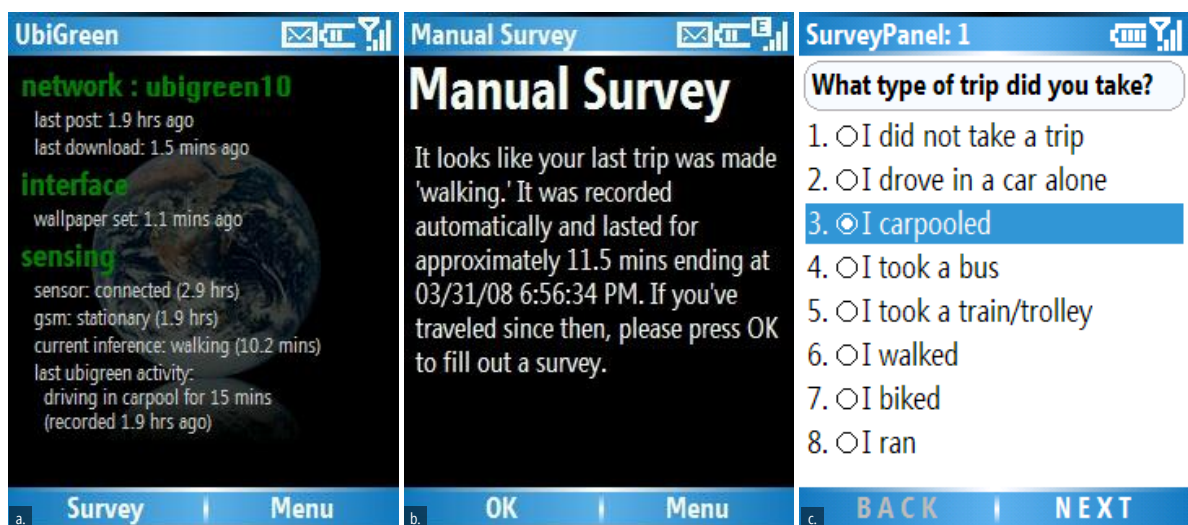 UbiGreen
network : ubigreen10
last post: 1.9 hrs ago
last download: 1.5 mins ago
interface
wallpaper set: 1.1 mins ago
sensing
sensor: connected (2.9 hrs)
gsm: stationary (1.9 hrs)
current inference: walking (10.2 mins)
last ubigreen activity:
driving in carpool for 15 mins
(recorded 1.9 hrs ago)
a.
Survey
Menu
Manual Survey
E
Manual Survey
It looks like your last trip was made
'walking.' It was recorded
automatically and lasted for
approximately 11.5 mins ending at
03/31/08 6:56:34 PM. If you've
traveled since then, please press OK
to fill out a survey.
b.
OK
Menu
SurveyPanel: 1
What type of trip did you take?
1. I did not take a trip
2. I drove in a car alone
3. I carpooled
4. I took a bus
5. I took a train/trolley
6. I walked
7. I biked
8. I ran
c.
BACK
NEXT